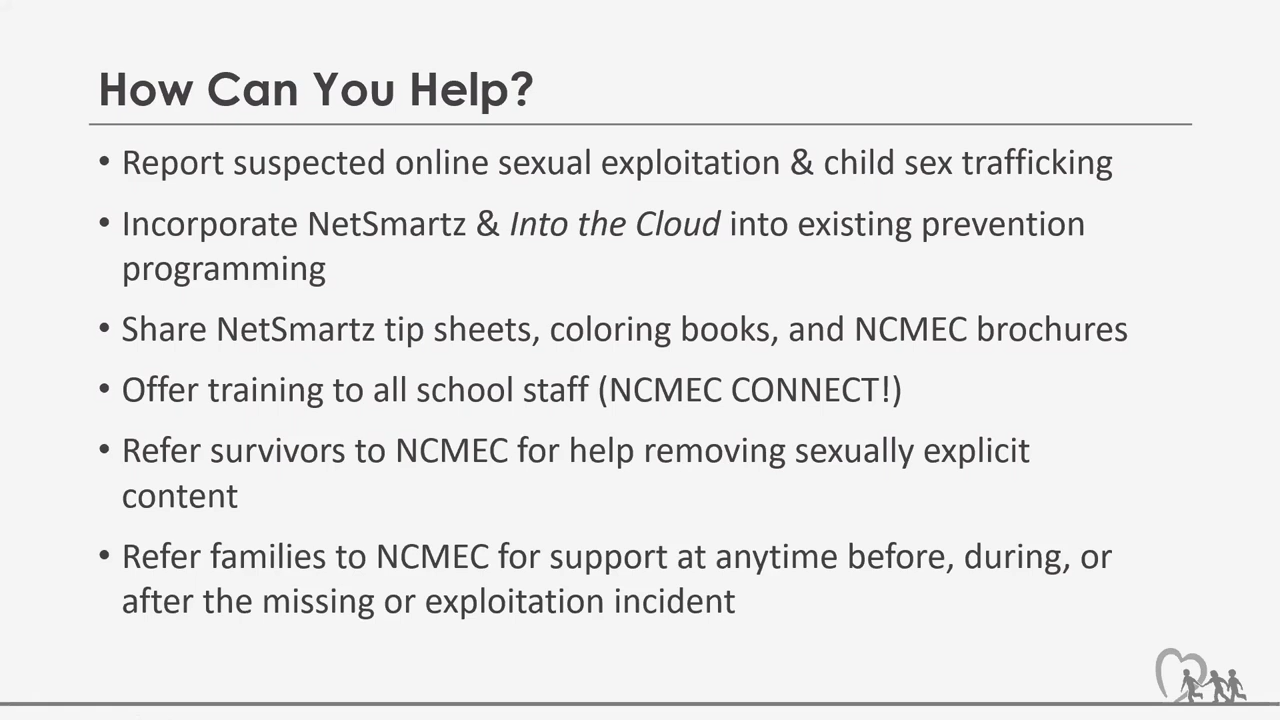 How Can You Help?
• Report suspected online sexual exploitation & child sex trafficking
• Incorporate NetSmartz & Into the Cloud into existing prevention
programming
• Share NetSmartz tip sheets, coloring books, and NCMEC brochures
• Offer training to all school staff (NCMEC CONNECT!)
• Refer survivors to NCMEC for help removing sexually explicit
content
• Refer families to NCMEC for support at anytime before, during, or
after the missing or exploitation incident